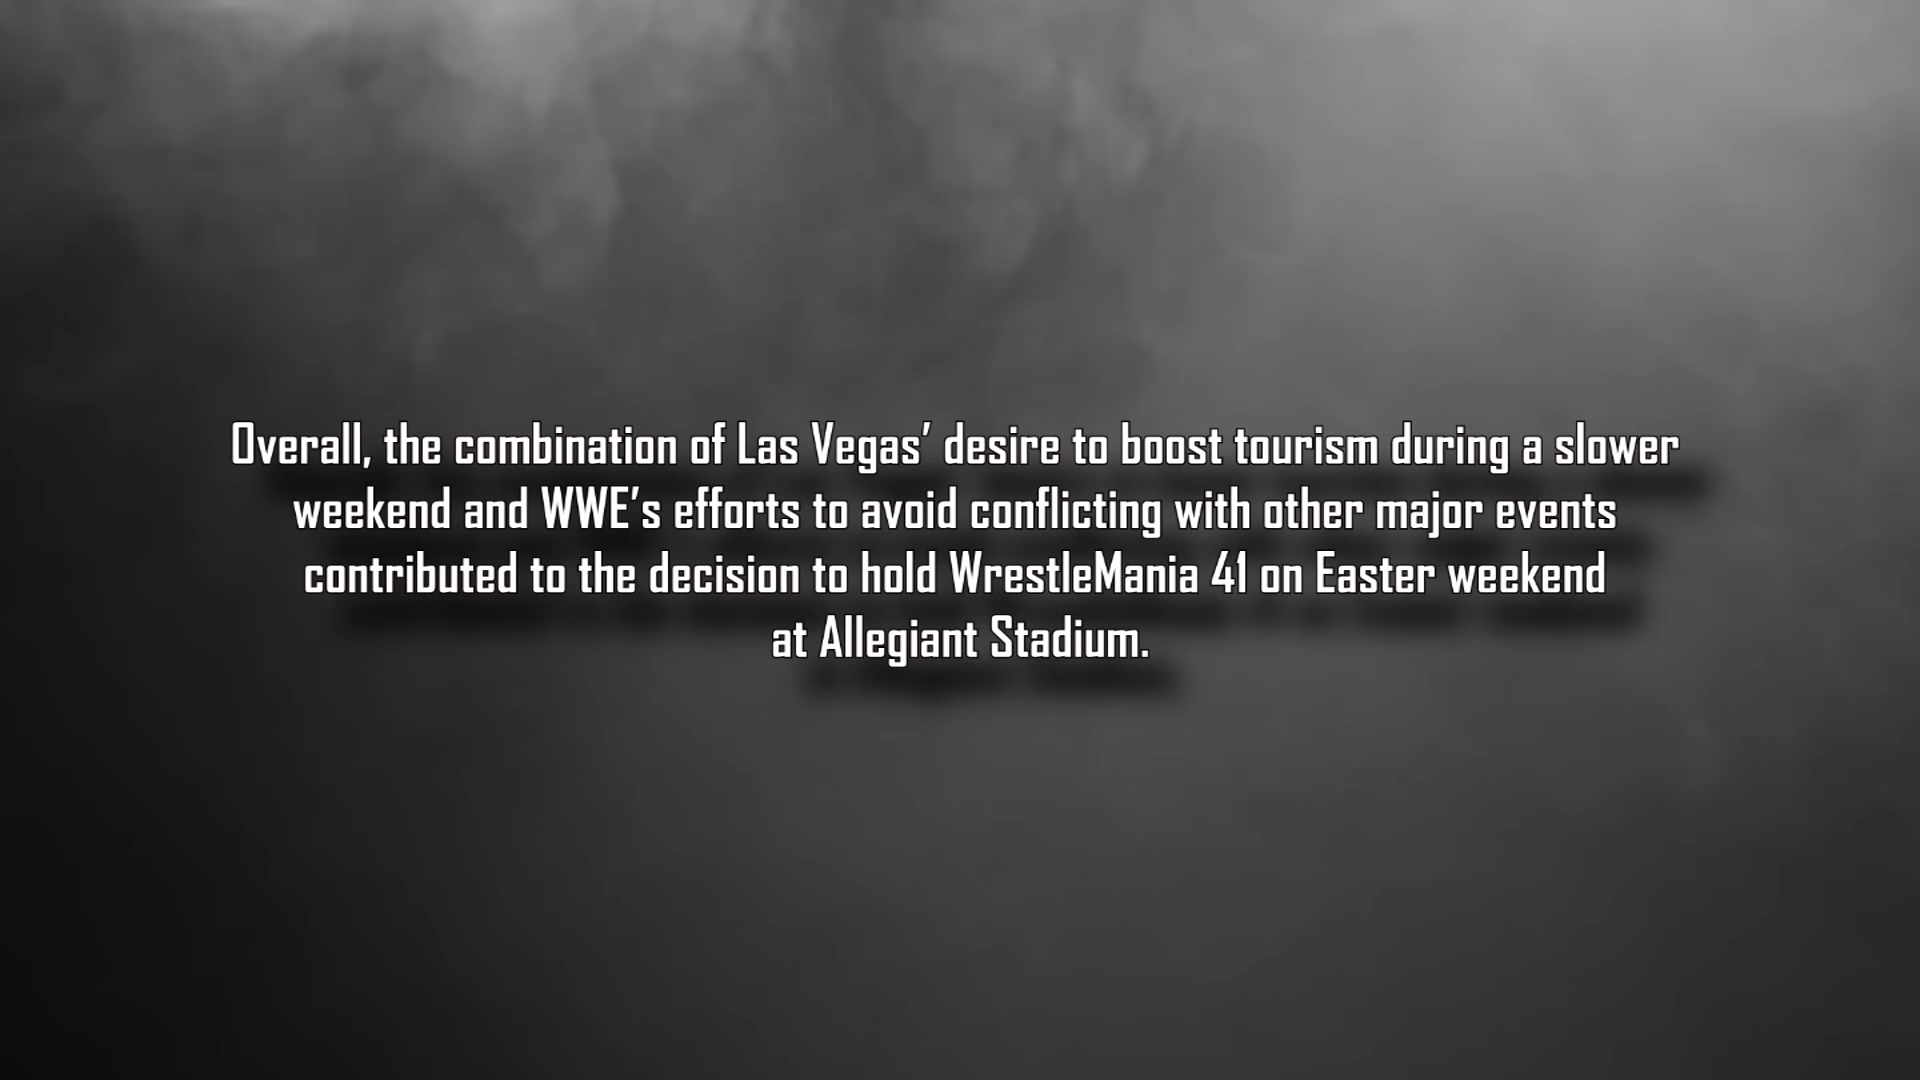 Overall, the combination of Las Vegas’ desire to boost tourism during a slower
weekend and WWE’s efforts to avoid conflicting with other major events
contributed to the decision to hold WrestleMania 41 on Easter weekend
at Allegiant Stadium.